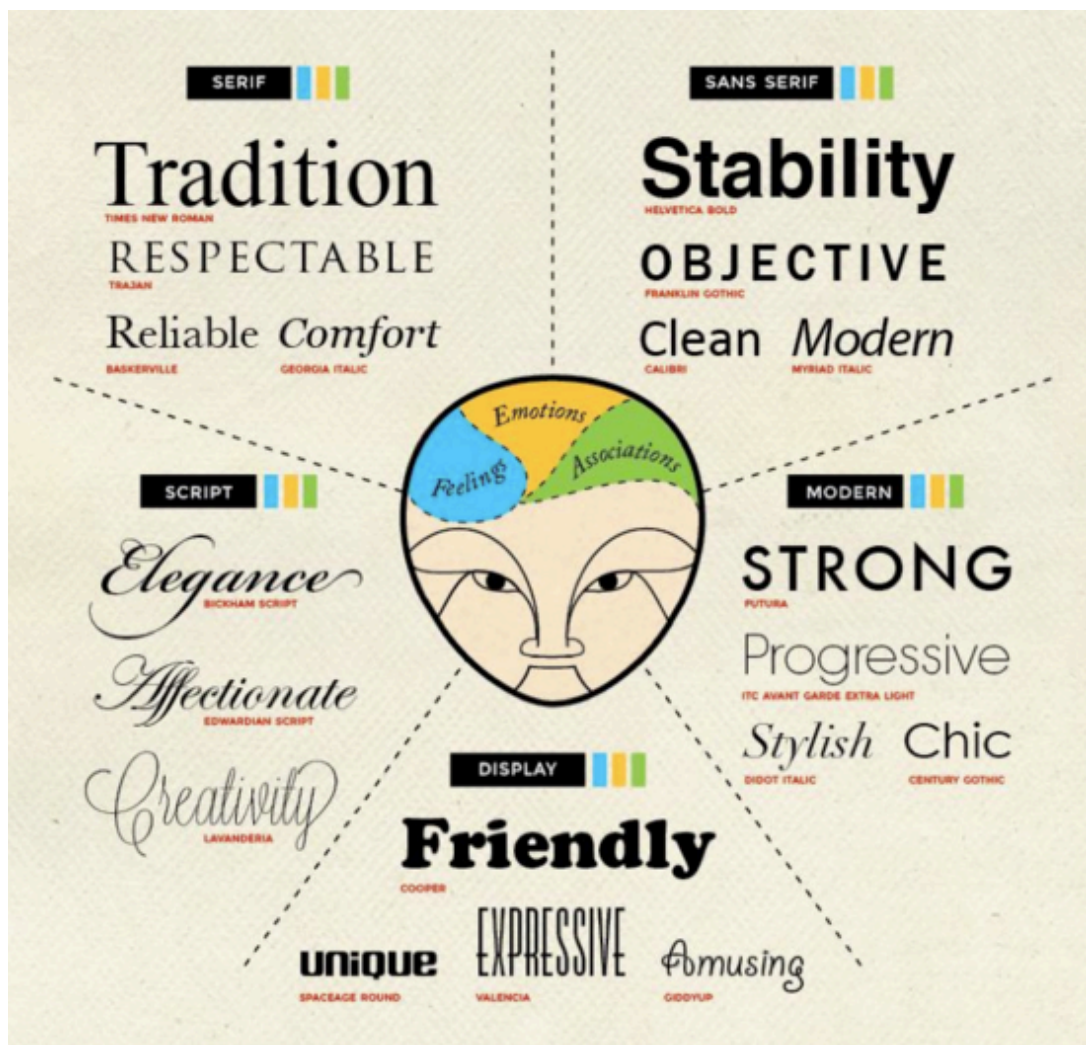 SERIF
Tradition
TIMES NEW ROMAN
RESPECTABLE
TRAJAN
Reliable Comfort
BASKERVILLE GEORGIA ITALIC
SANS SERIF
Stability
HELVETICA BOLD
OBJECTIVE
FRANKLIN GOTHIC
Clean Modern
CALIBRI MYRIAD ITALIC
Emotions
Feelings
Associations
SCRIPT
Elegance
BICKHAM SCRIPT
Affectionate
EDWARDIAN SCRIPT
Creativity
LAVANDERIA
MODERN
STRONG
FUTURA
Progressive
ITC AVANT GARDE EXTRA LIGHT
Stylish Chic
DIDOT ITALIC CENTURY GOTHIC
DISPLAY
Friendly
COOPER
unique EXPRESSIVE Amusing
SPACEAGE ROUND VALENCIA GIDDYUP